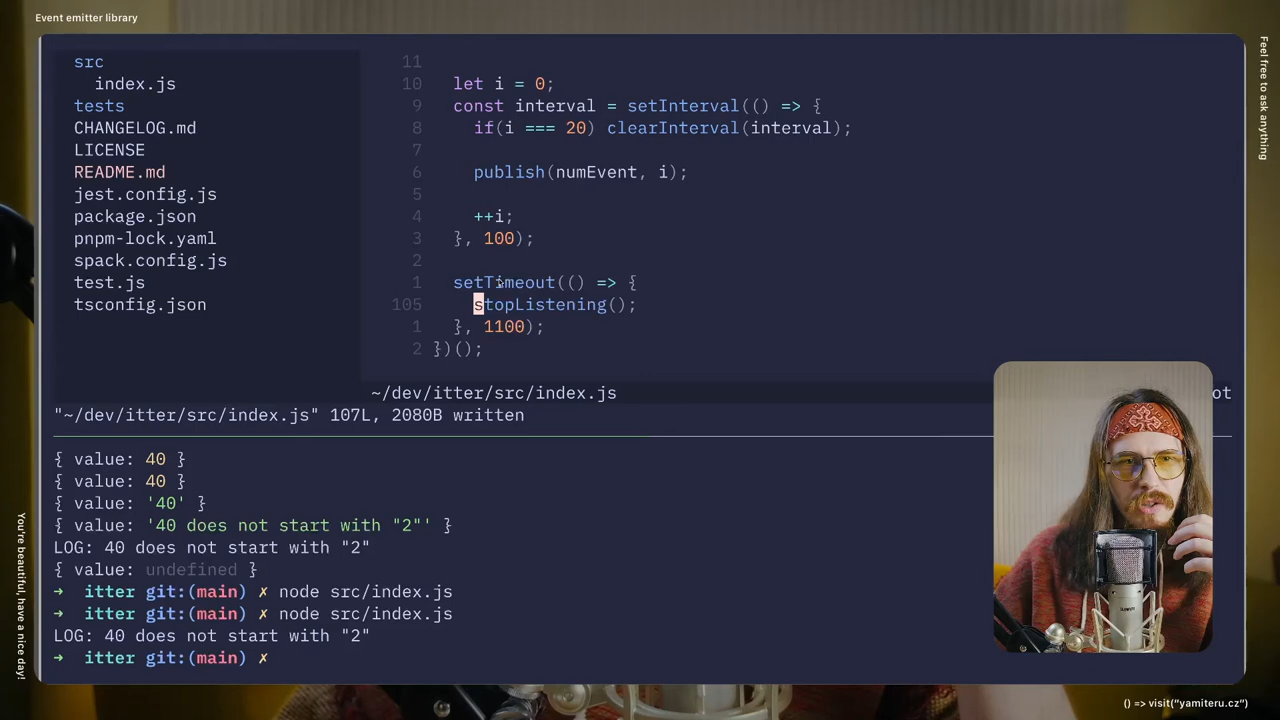 Event emitter library
Feel free to ask anything
You're beautiful, have a nice day!
src
index.js
tests
CHANGELOG.md
LICENSE
README.md
jest.config.js
package.json
pnpm-lock.yaml
spack.config.js
test.js
tsconfig.json
11
10 let i = 0;
9 const interval = setInterval(() => {
8 if(i === 20) clearInterval(interval);
7
6 publish(numEvent, i);
5
4 ++i;
3 }, 100);
2
1 setTimeout(() => {
105 stopListening();
1 }, 1100);
2 })();
~/dev/itter/src/index.js
ot
"~/dev/itter/src/index.js" 107L, 2080B written
{ value: 40 }
{ value: 40 }
{ value: '40' }
{ value: '40 does not start with "2"' }
LOG: 40 does not start with "2"
{ value: undefined }
➜ itter git:(main) ✗ node src/index.js
➜ itter git:(main) ✗ node src/index.js
LOG: 40 does not start with "2"
➜ itter git:(main) ✗
() => visit("yamiteru.cz")